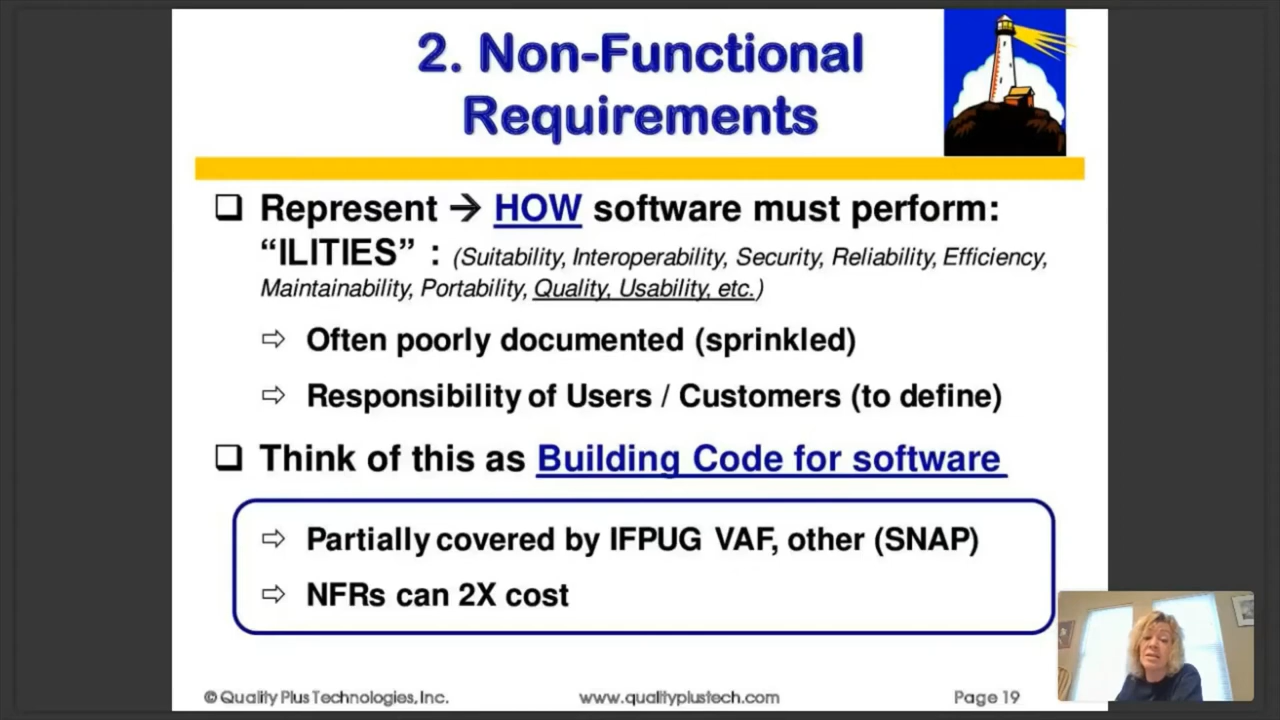 2. Non-Functional
Requirements
❑ Represent → HOW software must perform:
“ILITIES” : (Suitability, Interoperability, Security, Reliability, Efficiency,
Maintainability, Portability, Quality, Usability, etc.)
⇨ Often poorly documented (sprinkled)
⇨ Responsibility of Users / Customers (to define)
❑ Think of this as Building Code for software
⇨ Partially covered by IFPUG VAF, other (SNAP)
⇨ NFRs can 2X cost
© Quality Plus Technologies, Inc. www.qualityplustech.com Page 19